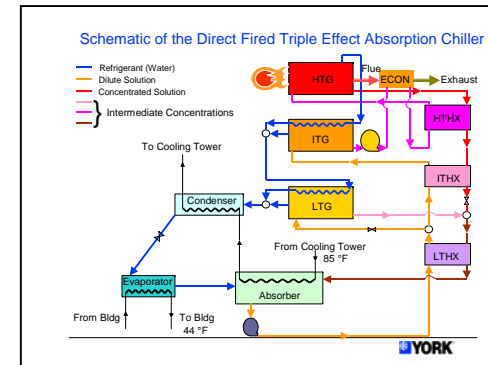 Schematic of the Direct Fired Triple Effect Absorption Chiller
Refrigerant (Water)
Dilute Solution
Concentrated Solution
Intermediate Concentrations
HTG
Flue
ECON
Exhaust
HTHX
ITG
ITHX
To Cooling Tower
Condenser
LTG
From Cooling Tower
85 °F
LTHX
Evaporator
Absorber
From Bldg
To Bldg
44 °F
YORK